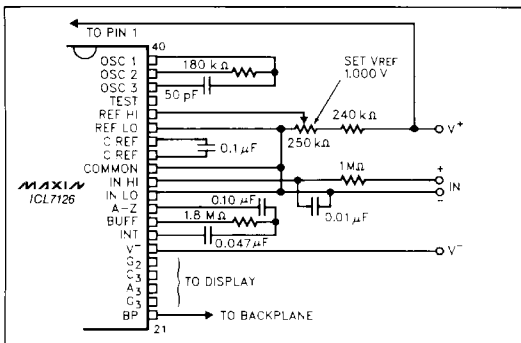 TO PIN 1
40
OSC 1
180 kΩ
OSC 2
OSC 3
50 pF
TEST
SET VREF
1.000 V
REF HI
REF LO
250 kΩ
240 kΩ
V+
C REF
0.1 µF
C REF
COMMON
1MΩ
+
IN HI
IN
IN LO
-
0.01 µF
MAXIM
ICL7126
A-Z
0.10 µF
BUFF
1.8 MΩ
INT
0.047 µF
V-
V-
G2
C3
TO DISPLAY
A3
G3
BP
TO BACKPLANE
21